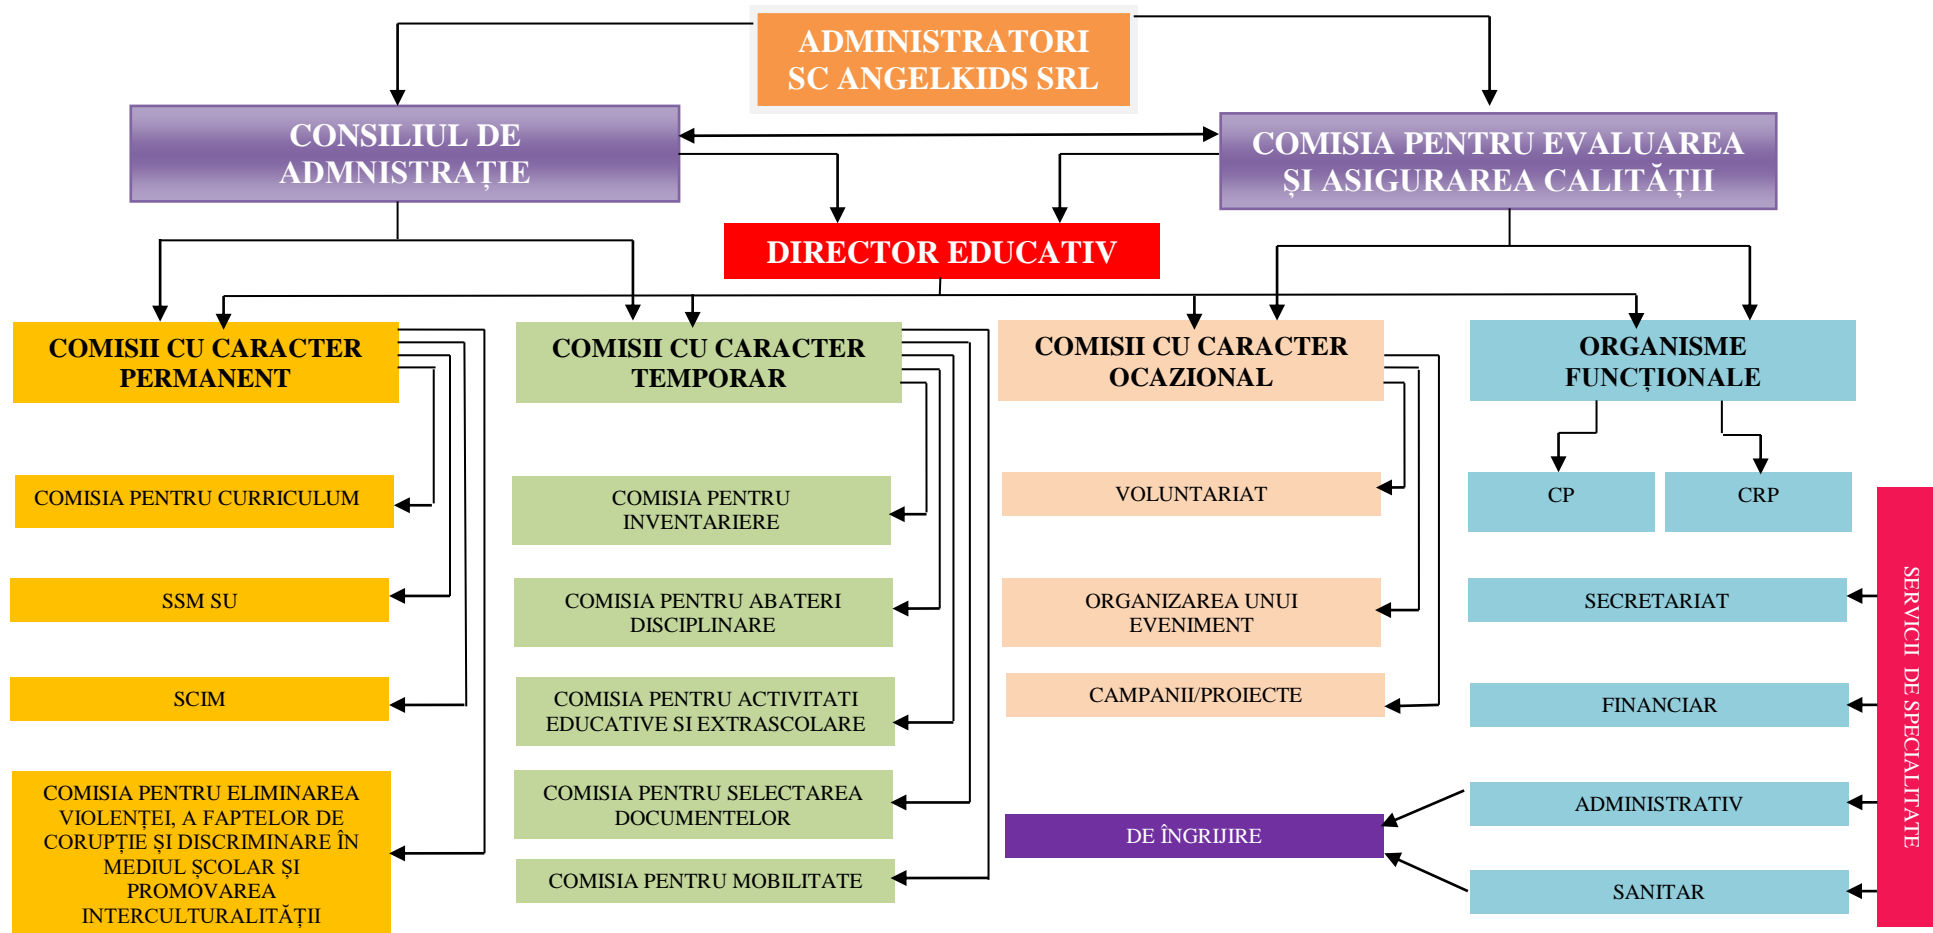 ADMINISTRATORI
SC ANGELKIDS SRL
CONSILIUL DE
ADMNISTRAȚIE
COMISIA PENTRU EVALUAREA
ȘI ASIGURAREA CALITĂȚII
DIRECTOR EDUCATIV
COMISII CU CARACTER
PERMANENT
COMISII CU CARACTER
TEMPORAR
COMISII CU CARACTER
OCAZIONAL
ORGANISME
FUNCȚIONALE
COMISIA PENTRU CURRICULUM
SSM SU
SCIM
COMISIA PENTRU ELIMINAREA
VIOLENȚEI, A FAPTELOR DE
CORUPȚIE ȘI DISCRIMINARE ÎN
MEDIUL ȘCOLAR ȘI
PROMOVAREA
INTERCULTURALITĂȚII
COMISIA PENTRU
INVENTARIERE
COMISIA PENTRU ABATERI
DISCIPLINARE
COMISIA PENTRU ACTIVITATI
EDUCATIVE SI EXTRASCOLARE
COMISIA PENTRU SELECTAREA
DOCUMENTELOR
COMISIA PENTRU MOBILITATE
VOLUNTARIAT
ORGANIZAREA UNUI
EVENIMENT
CAMPANII/PROIECTE
DE ÎNGRIJIRE
CP
CRP
SECRETARIAT
FINANCIAR
ADMINISTRATIV
SANITAR
SERVICII DE SPECIALITATE